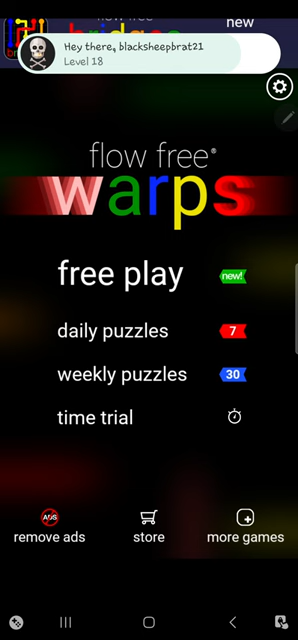 flow free
new
bridges
Hey there, blacksheepbrat21
Level 18
flow free®
warps
free play
new!
daily puzzles
7
weekly puzzles
30
time trial
ADS
remove ads
store
more games